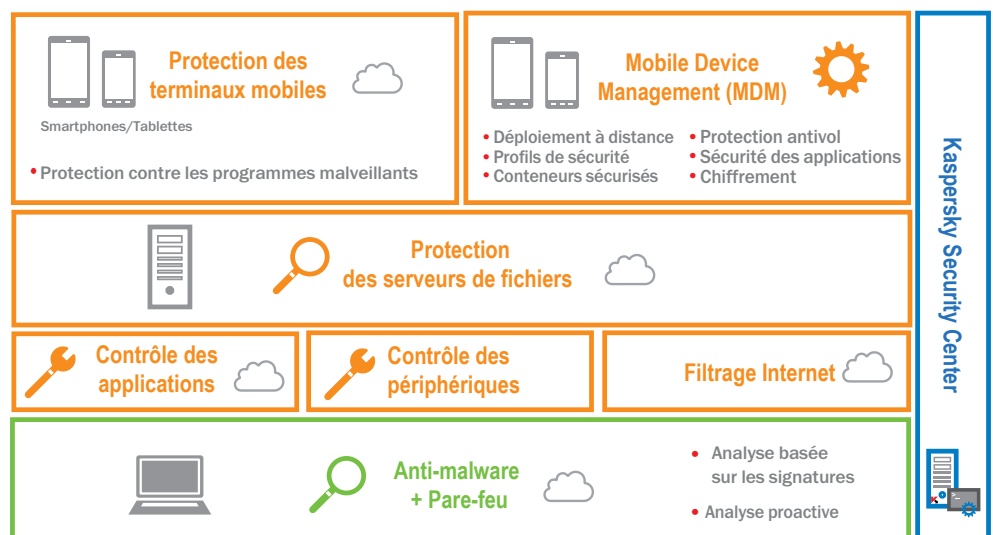 Protection des
terminaux mobiles
Smartphones/Tablettes
• Protection contre les programmes malveillants
Mobile Device
Management (MDM)
• Déploiement à distance
• Profils de sécurité
• Conteneurs sécurisés
• Protection antivol
• Sécurité des applications
• Chiffrement
Protection
des serveurs de fichiers
Contrôle des
applications
Contrôle des
périphériques
Filtrage Internet
Anti-malware
+ Pare-feu
• Analyse basée
sur les signatures
• Analyse proactive
Kaspersky Security Center